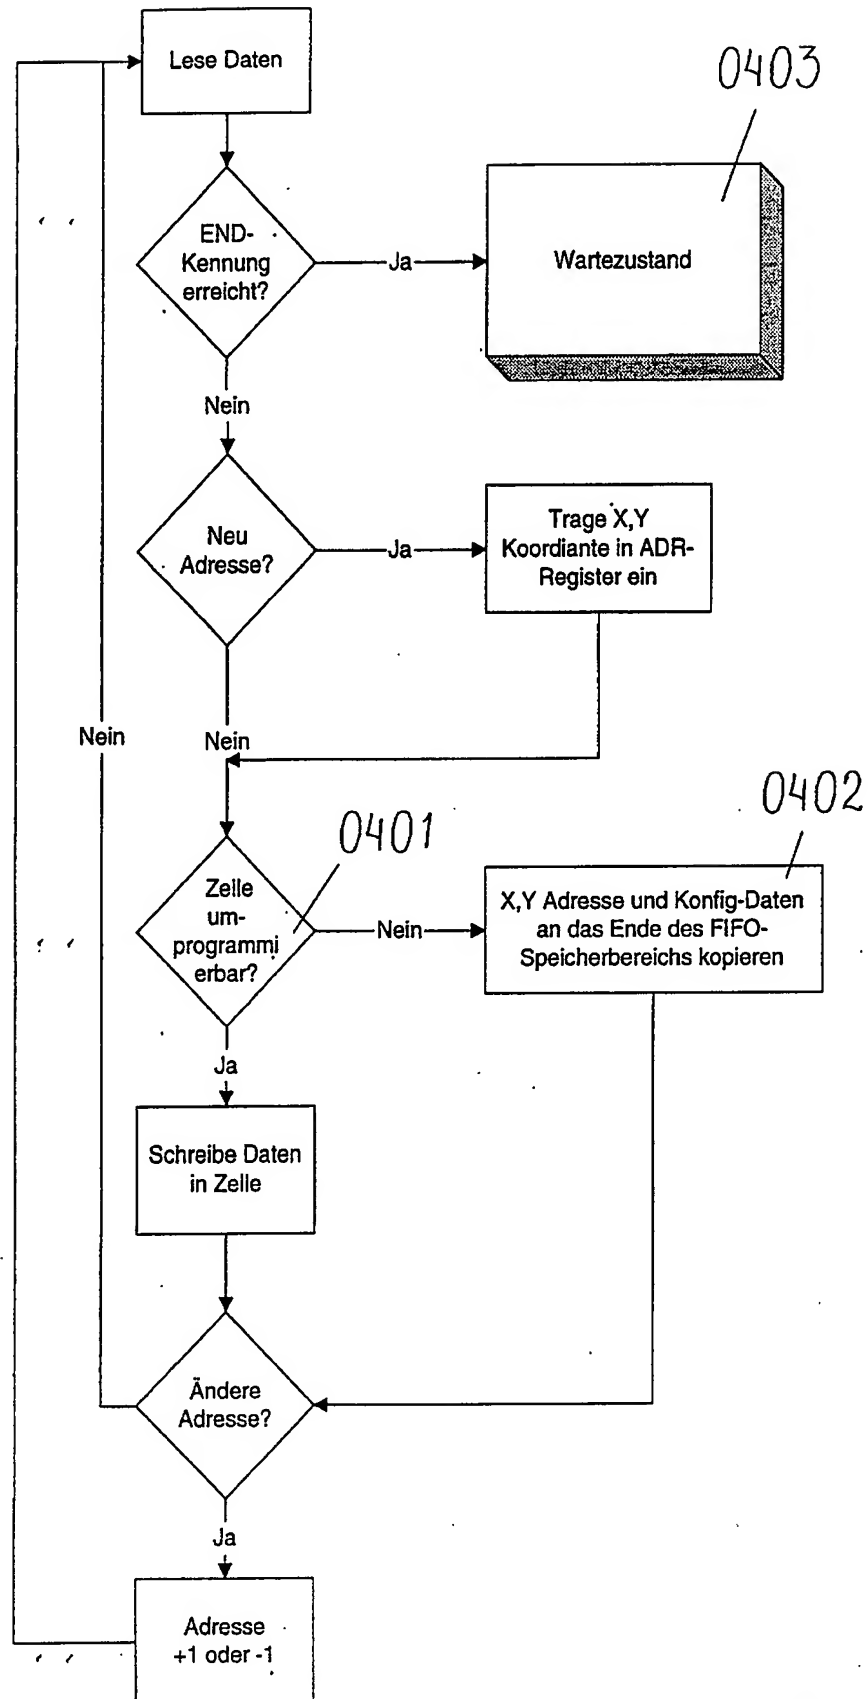 Lese Daten
0403
END-
Kennung
erreicht?
Ja
Wartezustand
Nein
Neu
Adresse?
Ja
Trage X,Y
Koordiante in ADR-
Register ein
Nein
Nein
0402
0401
Zelle
um-
programmi
erbar?
Nein
X,Y Adresse und Konfig-Daten
an das Ende des FIFO-
Speicherbereichs kopieren
Ja
Schreibe Daten
in Zelle
Ändere
Adresse?
Ja
Adresse
+1 oder -1